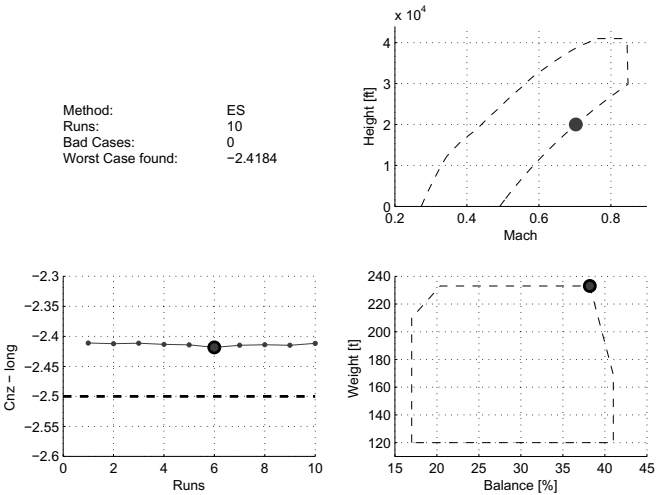 Method: ES
Runs: 10
Bad Cases: 0
Worst Case found: −2.4184
x 10^4
4
3
2
1
0
Height [ft]
0.2 0.4 0.6 0.8
Mach
−2.3
−2.35
−2.4
−2.45
−2.5
−2.55
−2.6
Cnz − long
0 2 4 6 8 10
Runs
240
220
200
180
160
140
120
Weight [t]
15 20 25 30 35 40 45
Balance [%]